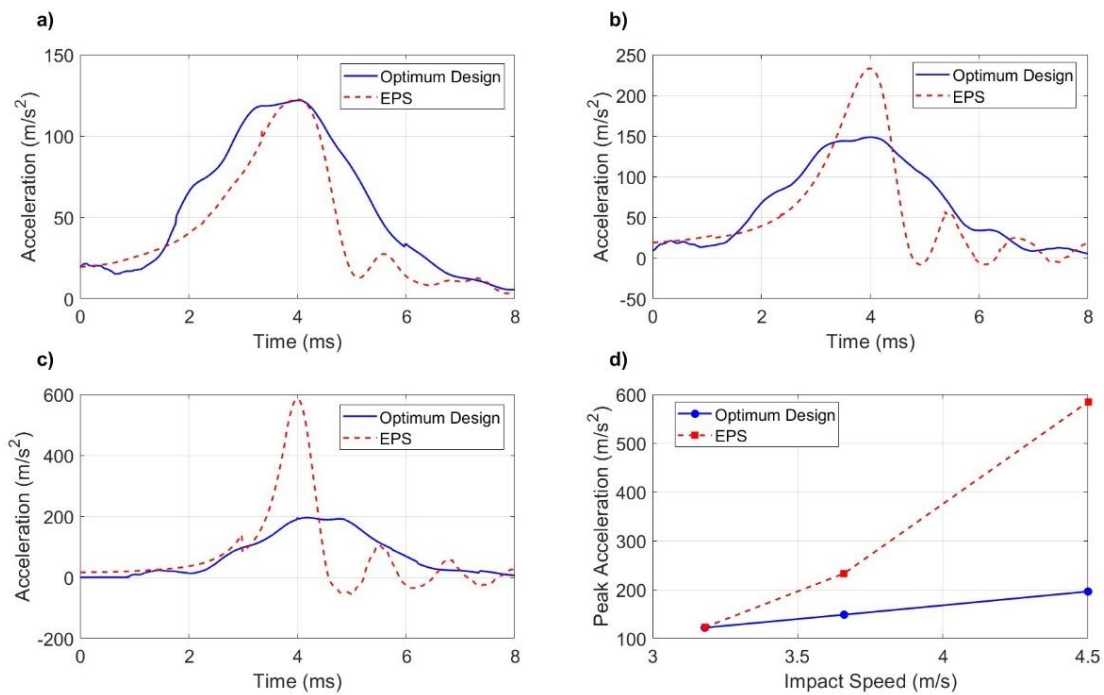 a)
150
100
50
0
Acceleration (m/s²)
Optimum Design
EPS
0 2 4 6 8
Time (ms)
b)
250
200
150
100
50
0
-50
Acceleration (m/s²)
Optimum Design
EPS
0 2 4 6 8
Time (ms)
c)
600
400
200
0
-200
Acceleration (m/s²)
Optimum Design
EPS
0 2 4 6 8
Time (ms)
d)
600
500
400
300
200
100
Peak Acceleration (m/s²)
Optimum Design
EPS
3 3.5 4 4.5
Impact Speed (m/s)